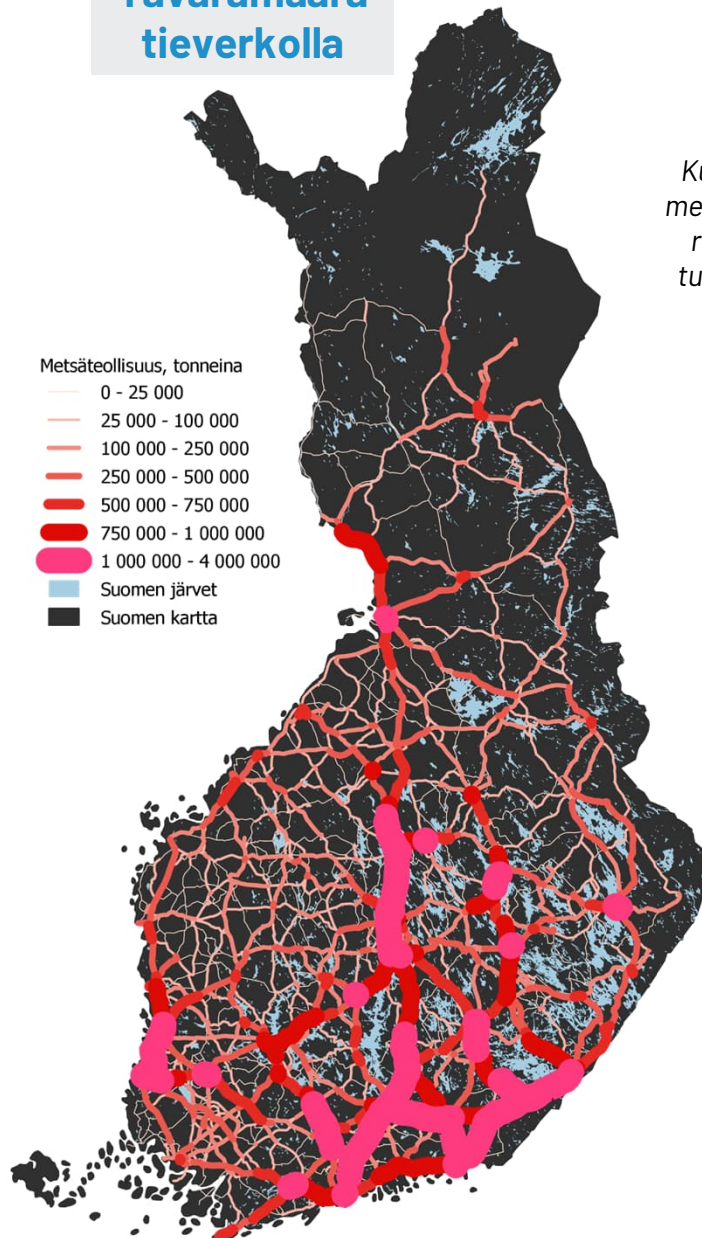 Tavaramäärä
tieverkolla
Metsäteollisuus, tonneina
0 - 25 000
25 000 - 100 000
100 000 - 250 000
250 000 - 500 000
500 000 - 750 000
750 000 - 1 000 000
1 000 000 - 4 000 000
Suomen järvet
Suomen kartta